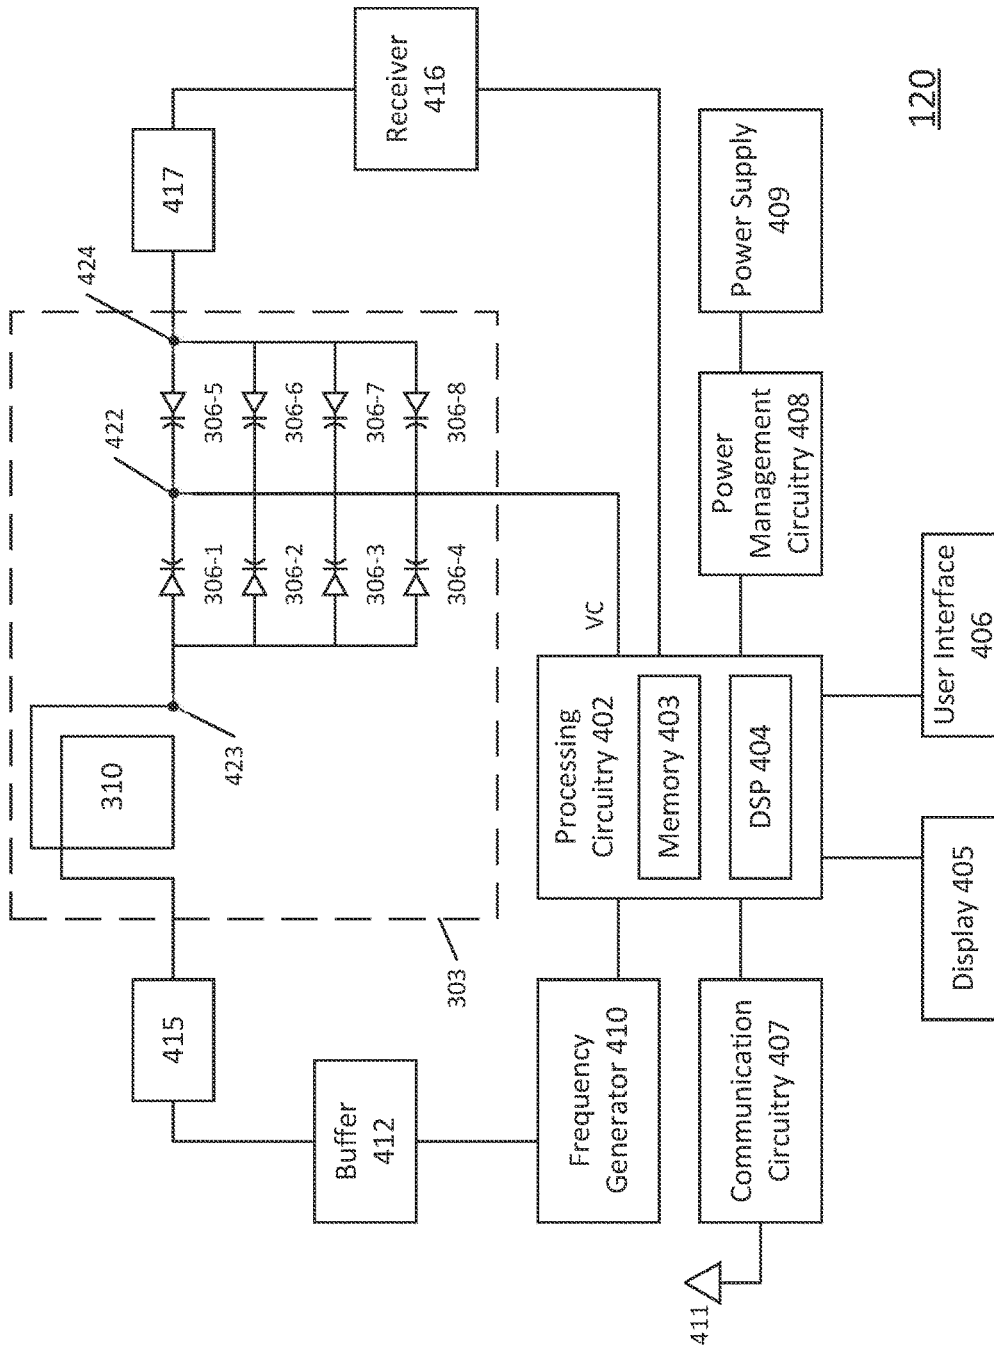 120
310
423
422
424
306-1
306-2
306-3
306-4
306-5
306-6
306-7
306-8
303
415
417
Buffer
412
Receiver
416
VC
Frequency
Generator 410
Processing
Circuitry 402
Memory 403
DSP 404
Communication
Circuitry 407
411
Power
Management
Circuitry 408
Power Supply
409
Display 405
User Interface
406